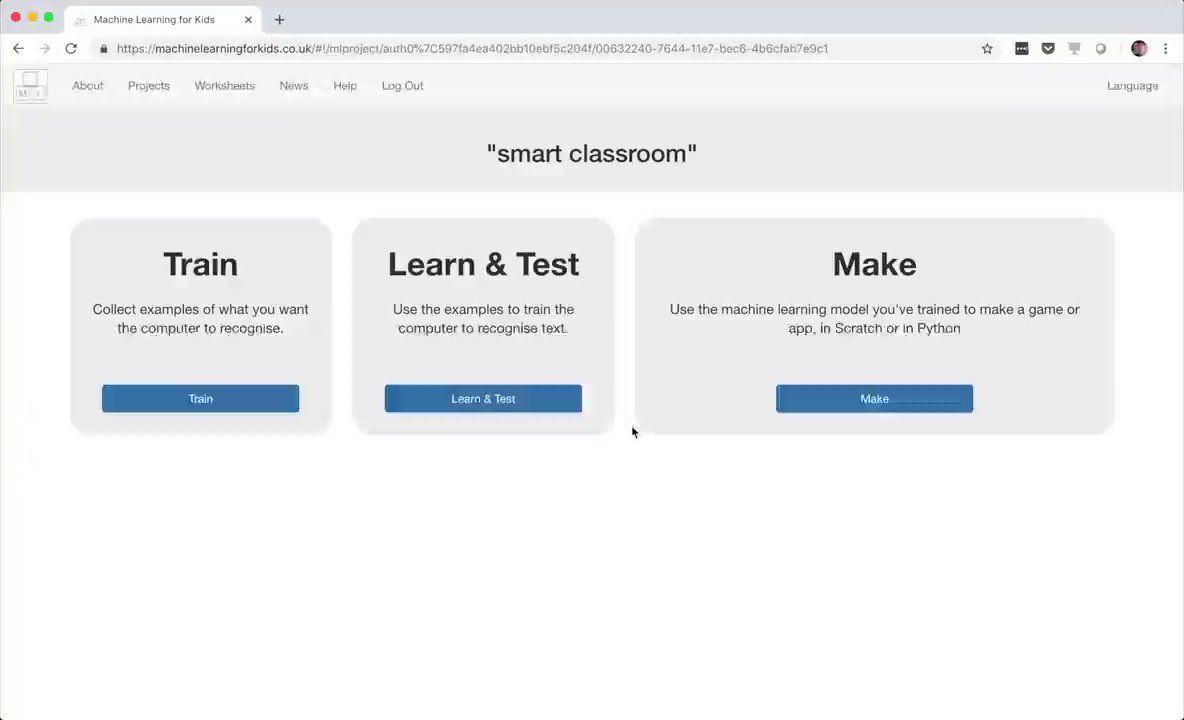 Machine Learning for Kids
https://machinelearningforkids.co.uk/#!/mlproject/auth0%7C597fa4ea402bb10ebf5c204f/00632240-7644-11e7-bec6-4b6cfab7e9c1
About Projects Worksheets News Help Log Out Language
"smart classroom"
Train
Collect examples of what you want
the computer to recognise.
Train
Learn & Test
Use the examples to train the
computer to recognise text.
Learn & Test
Make
Use the machine learning model you've trained to make a game or
app, in Scratch or in Python
Make